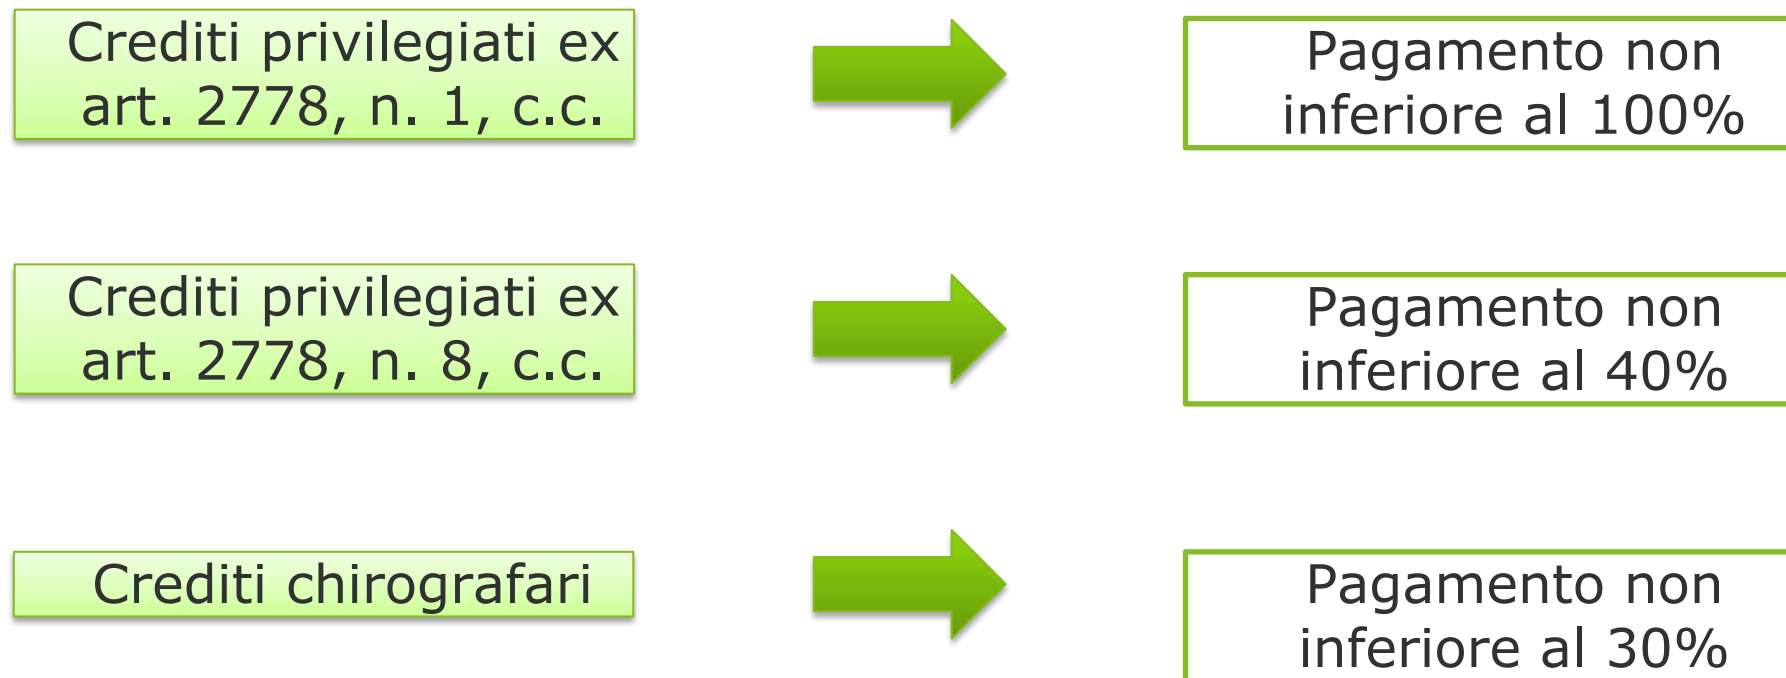 Crediti privilegiati ex
art. 2778, n. 1, c.c.
Pagamento non
inferiore al 100%
Crediti privilegiati ex
art. 2778, n. 8, c.c.
Pagamento non
inferiore al 40%
Crediti chirografari
Pagamento non
inferiore al 30%